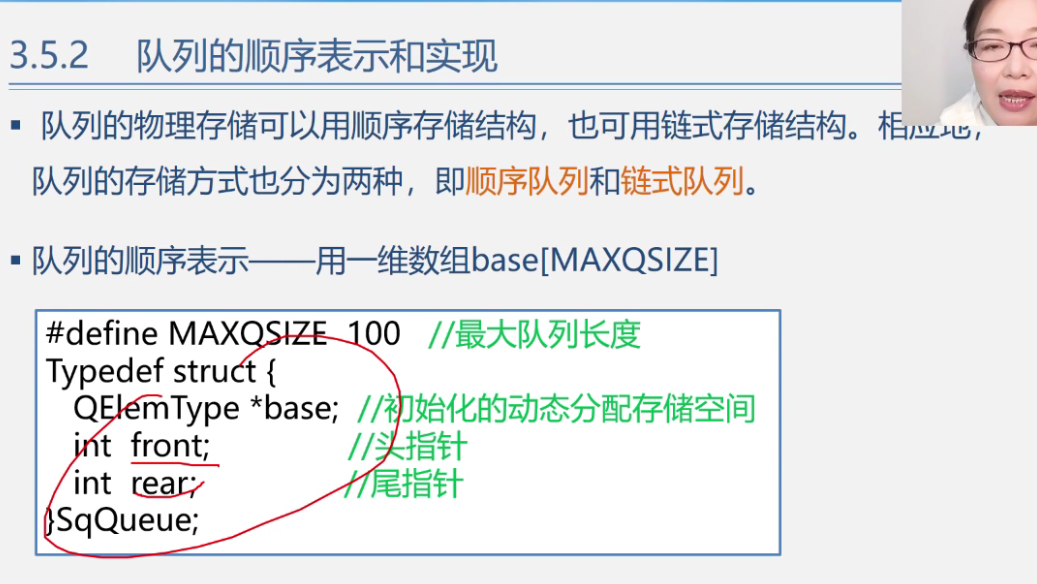 3.5.2 队列的顺序表示和实现
▪ 队列的物理存储可以用顺序存储结构，也可用链式存储结构。相应地，
队列的存储方式也分为两种，即顺序队列和链式队列。
▪ 队列的顺序表示——用一维数组base[MAXQSIZE]
#define MAXQSIZE 100 //最大队列长度
Typedef struct {
QElemType *base; //初始化的动态分配存储空间
int front; //头指针
int rear; //尾指针
}SqQueue;